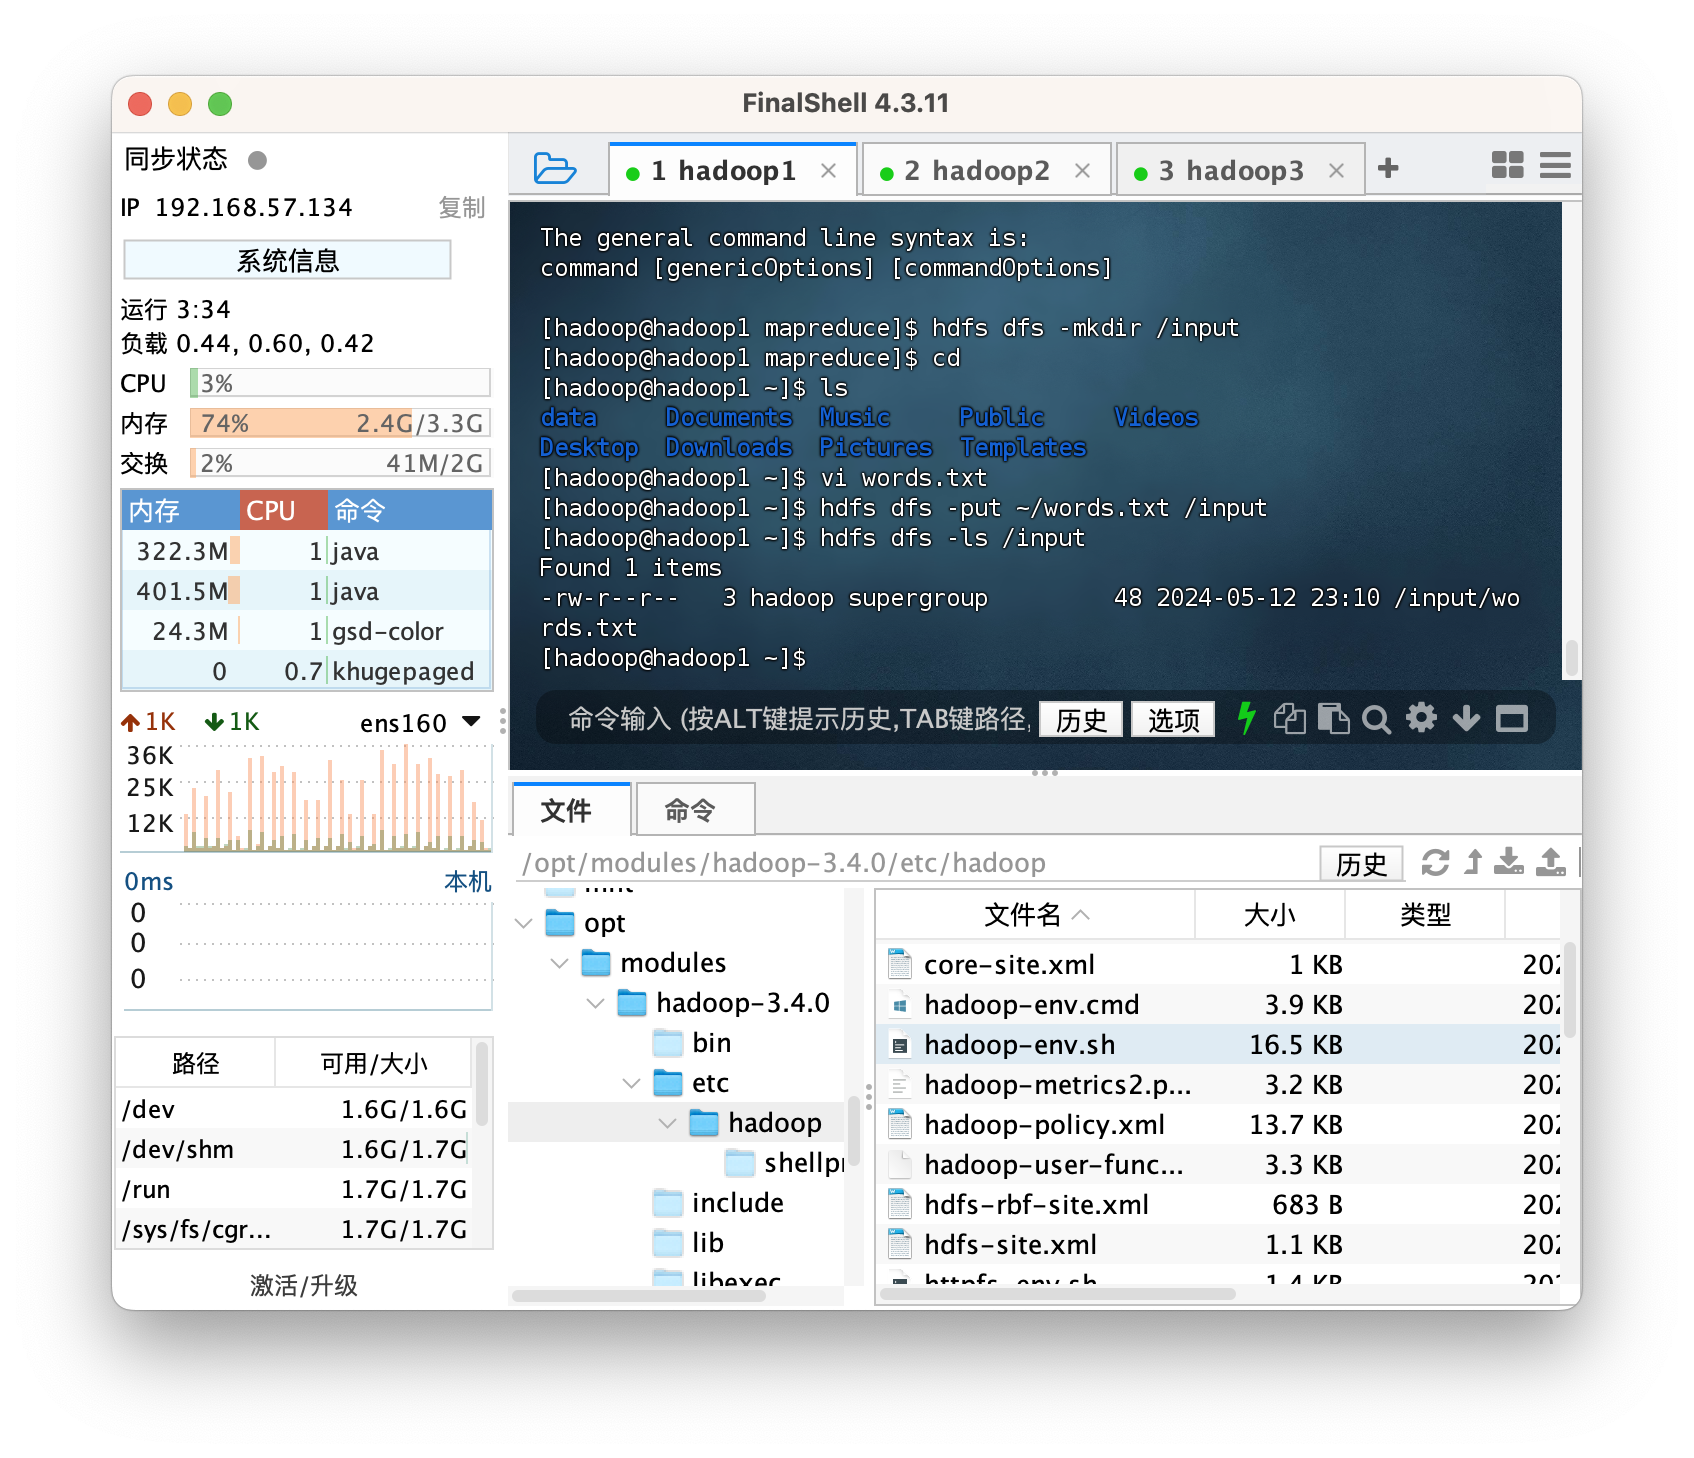 FinalShell 4.3.11
同步状态
IP 192.168.57.134 复制
系统信息
运行 3:34
负载 0.44, 0.60, 0.42
CPU 3%
内存 74% 2.4G/3.3G
交换 2% 41M/2G
内存 CPU 命令
322.3M 1 java
401.5M 1 java
24.3M 1 gsd-color
0 0.7 khugepaged
1K 1K ens160
36K
25K
12K
0ms 本机
0
0
0
路径 可用/大小
/dev 1.6G/1.6G
/dev/shm 1.6G/1.7G
/run 1.7G/1.7G
/sys/fs/cgr... 1.7G/1.7G
激活/升级
1 hadoop1 2 hadoop2 3 hadoop3
The general command line syntax is:
command [genericOptions] [commandOptions]
[hadoop@hadoop1 mapreduce]$ hdfs dfs -mkdir /input
[hadoop@hadoop1 mapreduce]$ cd
[hadoop@hadoop1 ~]$ ls
data Documents Music Public Videos
Desktop Downloads Pictures Templates
[hadoop@hadoop1 ~]$ vi words.txt
[hadoop@hadoop1 ~]$ hdfs dfs -put ~/words.txt /input
[hadoop@hadoop1 ~]$ hdfs dfs -ls /input
Found 1 items
-rw-r--r-- 3 hadoop supergroup 48 2024-05-12 23:10 /input/wo
rds.txt
[hadoop@hadoop1 ~]$
命令输入 (按ALT键提示历史,TAB键路径, 历史 选项
文件 命令
/opt/modules/hadoop-3.4.0/etc/hadoop 历史
mnt
opt
modules
hadoop-3.4.0
bin
etc
hadoop
shellp
include
lib
libexec
文件名 大小 类型
core-site.xml 1 KB 202
hadoop-env.cmd 3.9 KB 202
hadoop-env.sh 16.5 KB 202
hadoop-metrics2.p... 3.2 KB 202
hadoop-policy.xml 13.7 KB 202
hadoop-user-func... 3.3 KB 202
hdfs-rbf-site.xml 683 B 202
hdfs-site.xml 1.1 KB 202
httpfs-env.sh 1.4 KB 202